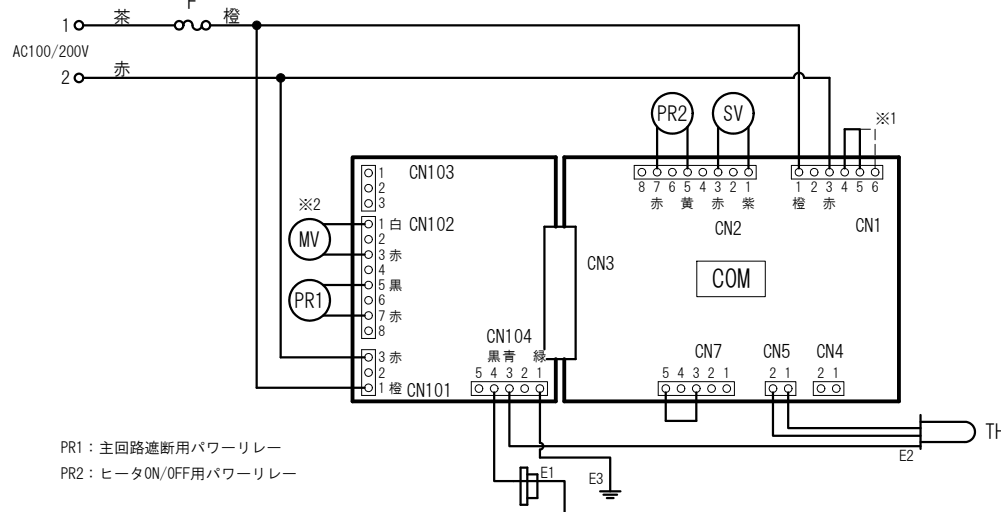 F
1 茶 橙
AC100/200V
2 赤
PR2 SV ※1
8 7 6 5 4 3 2 1 1 2 3 4 5 6
赤 黄 赤 紫 橙 赤
CN2 CN1
1 CN103
2
3
※2
1 白 CN102
MV 2
3 赤
4
5 黒
PR1 6
7 赤
8
CN3
COM
CN104
黒 青 緑
5 4 3 2 1
3 赤
2
1 橙 CN101
CN7 CN5 CN4
5 4 3 2 1 2 1 2 1
TH
E2
E1 E3
PR1：主回路遮断用パワーリレー
PR2：ヒータON/OFF用パワーリレー